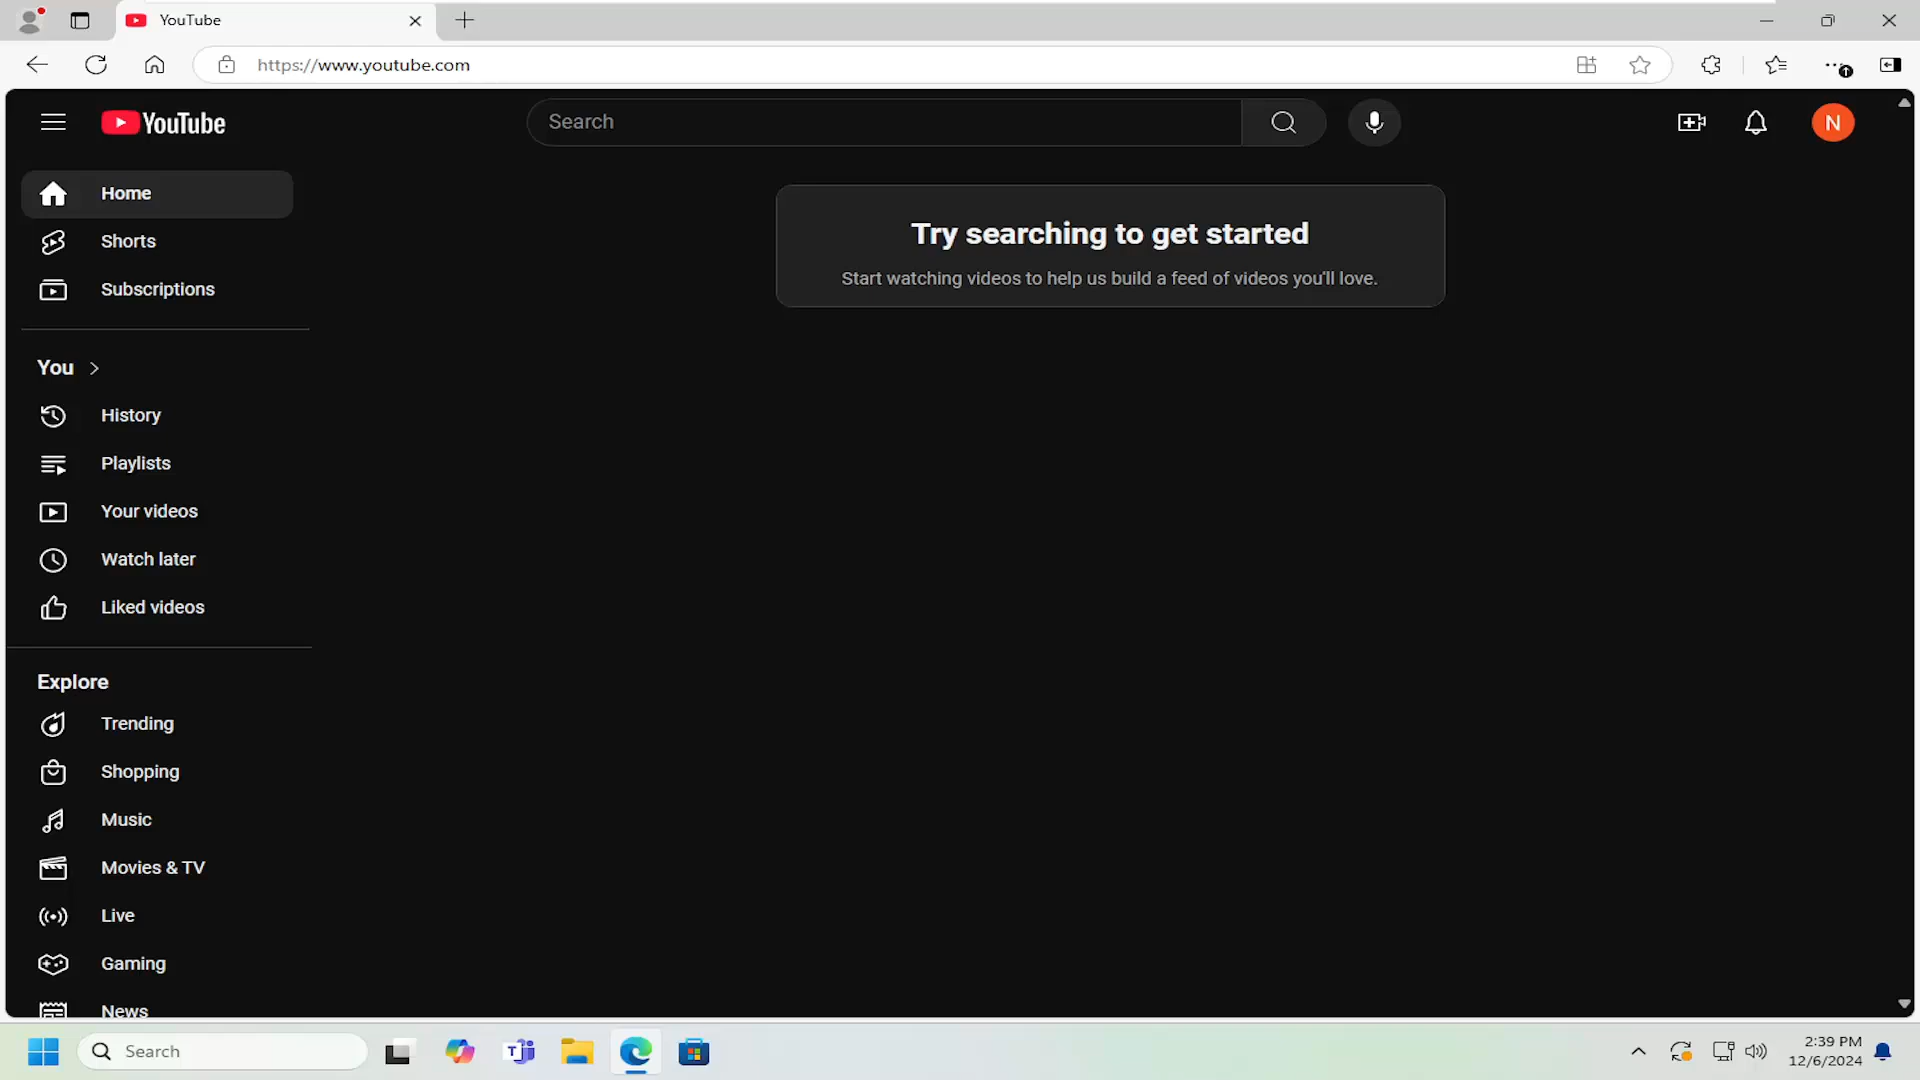 YouTube
https://www.youtube.com
YouTube
Search
N
Home
Shorts
Subscriptions
Try searching to get started
Start watching videos to help us build a feed of videos you'll love.
You
History
Playlists
Your videos
Watch later
Liked videos
Explore
Trending
Shopping
Music
Movies & TV
Live
Gaming
News
Search
2:39 PM
12/6/2024